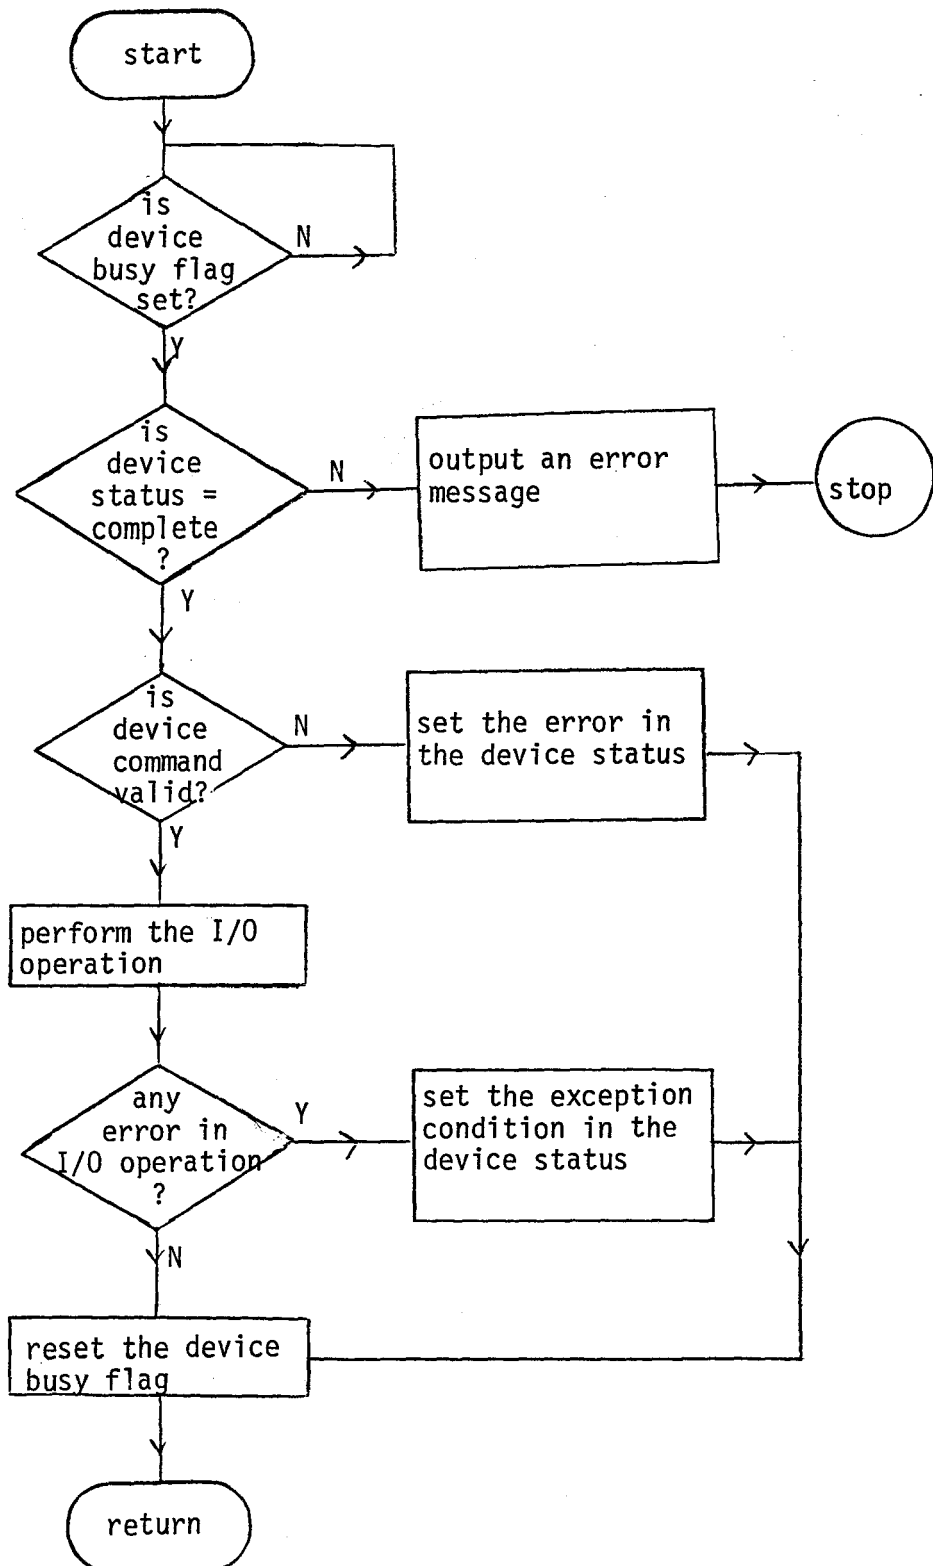 start
is
device
busy flag
set?
N
Y
is
device
status =
complete
?
N
output an error
message
stop
Y
is
device
command
valid?
N
set the error in
the device status
Y
perform the I/O
operation
any
error in
I/O operation
?
Y
set the exception
condition in the
device status
N
reset the device
busy flag
return